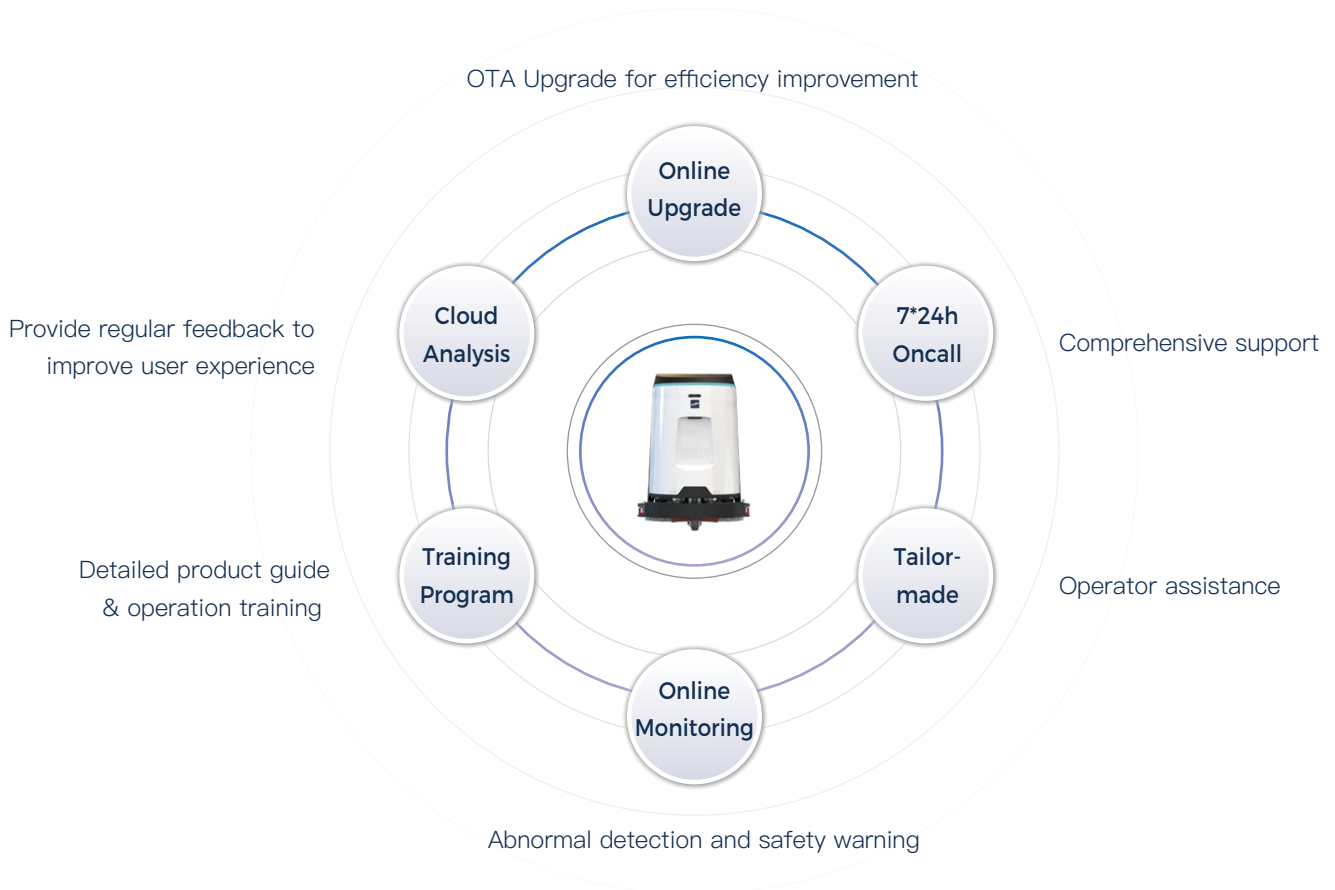 OTA Upgrade for efficiency improvement
Online
Upgrade
Cloud
Analysis
Provide regular feedback to
improve user experience
7*24h
Oncall
Comprehensive support
Training
Program
Detailed product guide
& operation training
Tailor-
made
Operator assistance
Online
Monitoring
Abnormal detection and safety warning